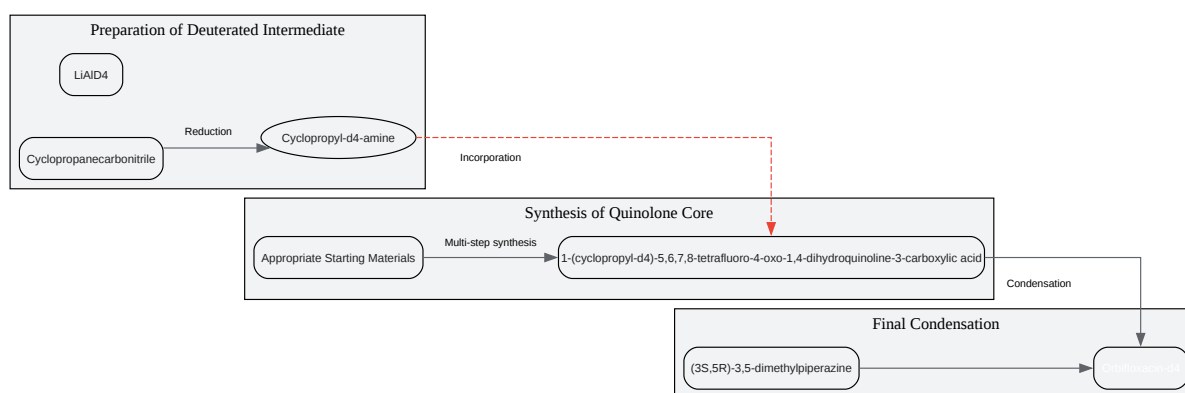 Preparation of Deuterated Intermediate
LiAlD4
Cyclopropanecarbonitrile
Reduction
Cyclopropyl-d4-amine
Incorporation
Synthesis of Quinolone Core
Appropriate Starting Materials
Multi-step synthesis
1-(cyclopropyl-d4)-5,6,7,8-tetrafluoro-4-oxo-1,4-dihydroquinoline-3-carboxylic acid
Condensation
Final Condensation
(3S,5R)-3,5-dimethylpiperazine
Orbifloxacin-d4